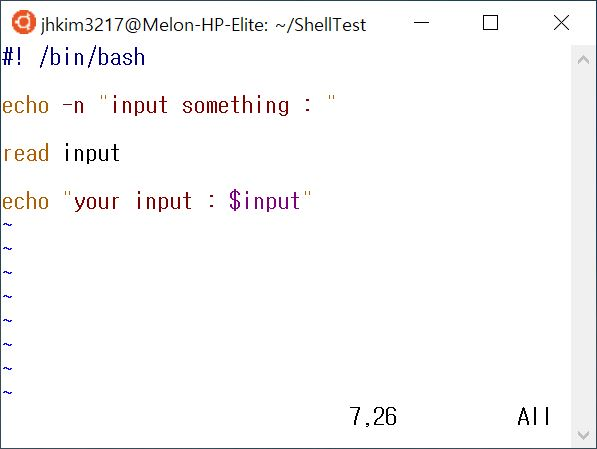 jhkim3217@Melon-HP-Elite: ~/ShellTest
#! /bin/bash
echo -n "input something : "
read input
echo "your input : $input"
~
~
~
~
~
~
~
~
7,26 All